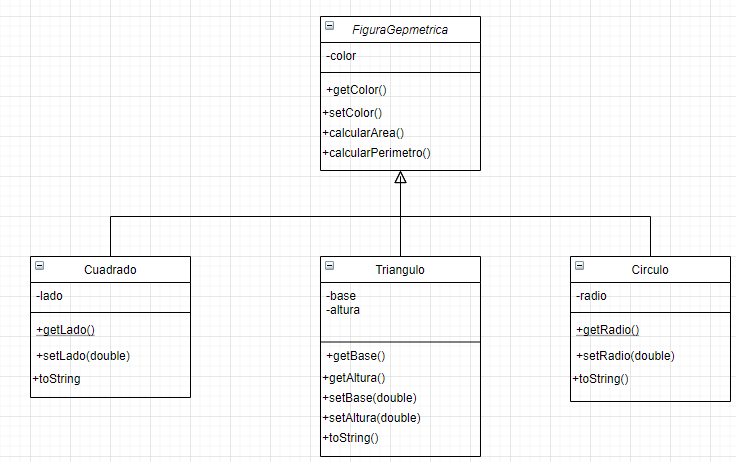 FiguraGepmetrica
-color
+getColor()
+setColor()
+calcularArea()
+calcularPerimetro()
Cuadrado
-lado
+getLado()
+setLado(double)
+toString
Triangulo
-base
-altura
+getBase()
+getAltura()
+setBase(double)
+setAltura(double)
+toString()
Circulo
-radio
+getRadio()
+setRadio(double)
+toString()